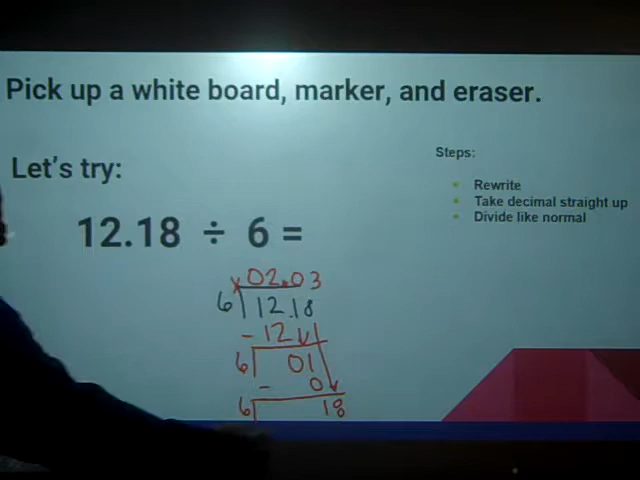 Pick up a white board, marker, and eraser.
Let's try:
12.18 ÷ 6 =
Steps:
Rewrite
Take decimal straight up
Divide like normal
x02.03
6 12.18
- 12
6 01
- 0
6 18